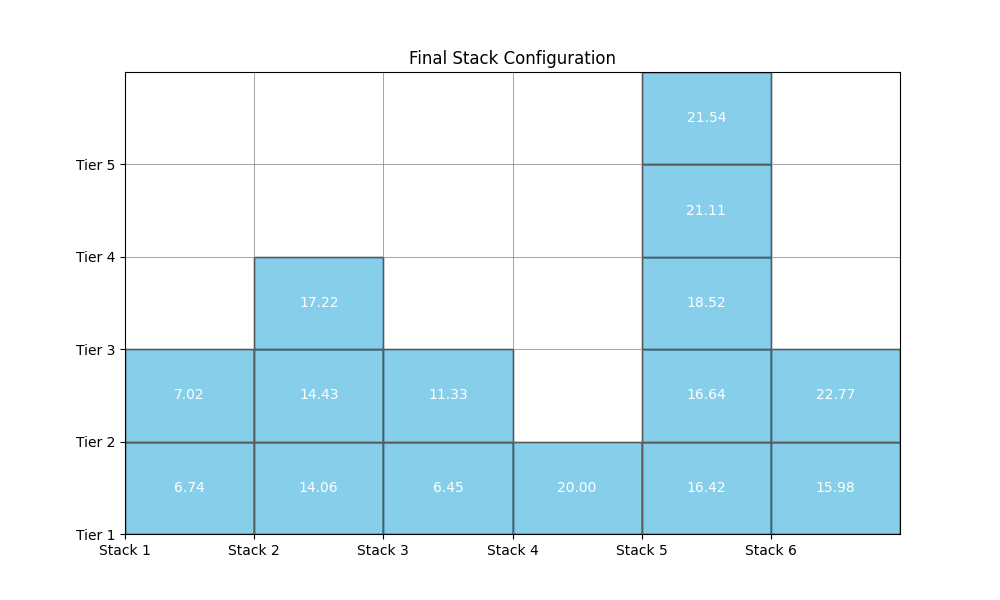 Final Stack Configuration
21.54
Tier 5
21.11
Tier 4
17.22 18.52
Tier 3
7.02 14.43 11.33 16.64 22.77
Tier 2
6.74 14.06 6.45 20.00 16.42 15.98
Tier 1
Stack 1 Stack 2 Stack 3 Stack 4 Stack 5 Stack 6